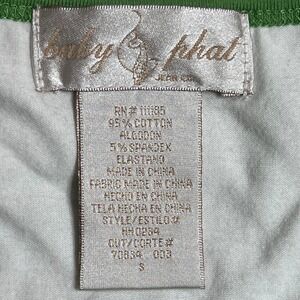 baby phat
JEAN CO.
RN# 111185
95% COTTON
ALGODON
5% SPANDEX
ELASTANO
MADE IN CHINA
FABRIC MADE IN CHINA
HECHO EN CHINA
TELA HECHA EN CHINA
STYLE/ESTILO#
HH0284
CUT/CORTE#
70834 003
S